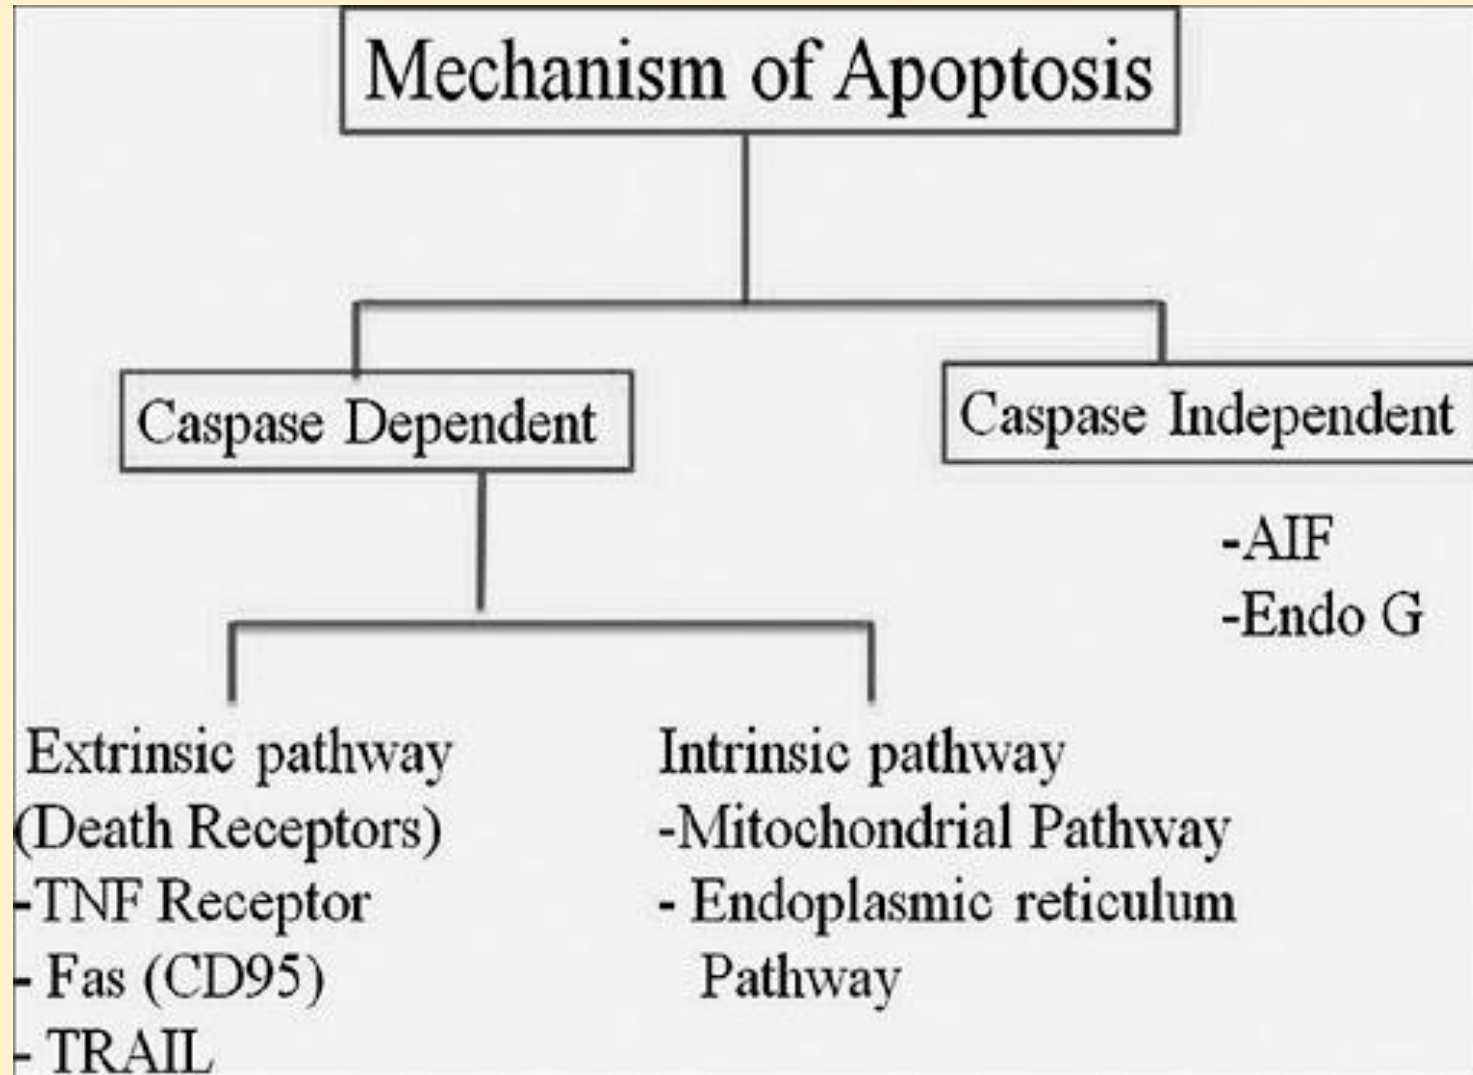 Mechanism of Apoptosis
Caspase Dependent
Caspase Independent
-AIF
-Endo G
Extrinsic pathway
(Death Receptors)
-TNF Receptor
- Fas (CD95)
- TRAIL
Intrinsic pathway
-Mitochondrial Pathway
- Endoplasmic reticulum
Pathway